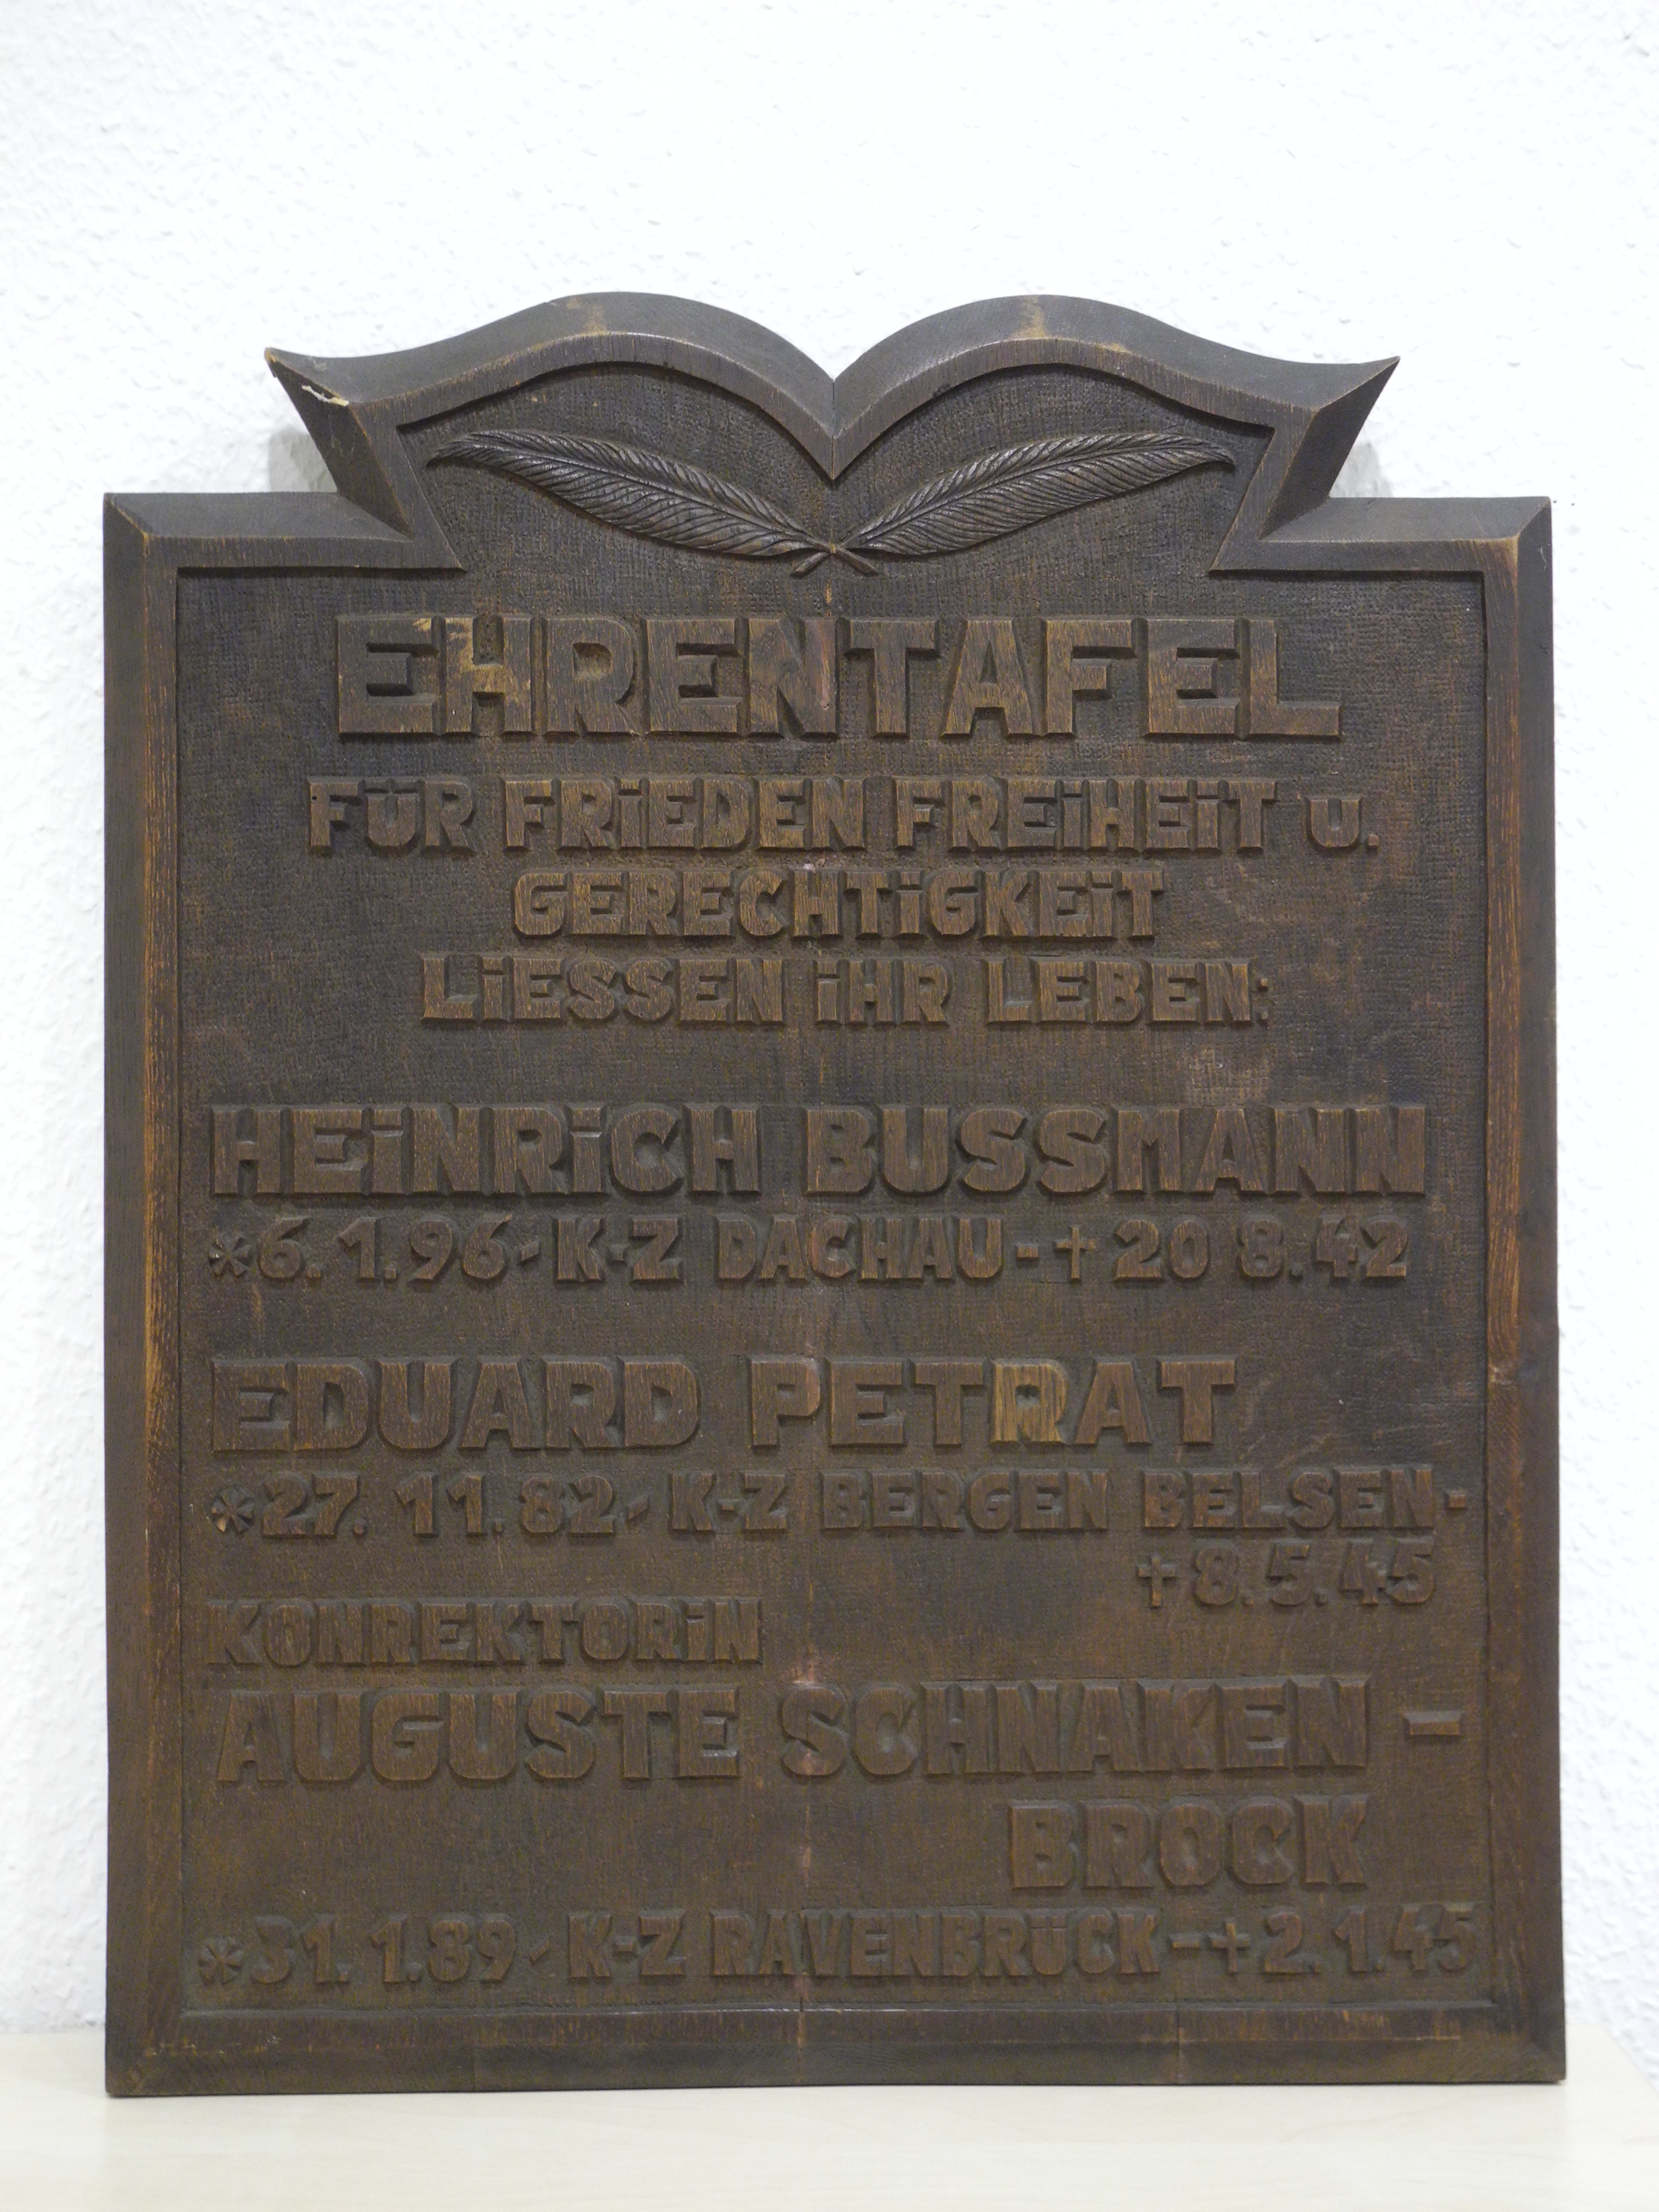 EHRENTAFEL
FÜR FRiEDEN FREiHEiT U.
GERECHTiGKEiT
LiESSEN iHR LEBEN:
HEiNRiCH BUSSMANN
*6. 1.96-K-Z DACHAU-†20 8.42
EDUARD PETRAT
*27. 11. 82-K-Z BERGEN BELSEN-
†8.5.45
KONREKTORiN
AUGUSTE SCHNAKEN-
BROCK
*31. 1.89-K-Z RAVENBRÜCK-†2.1.45